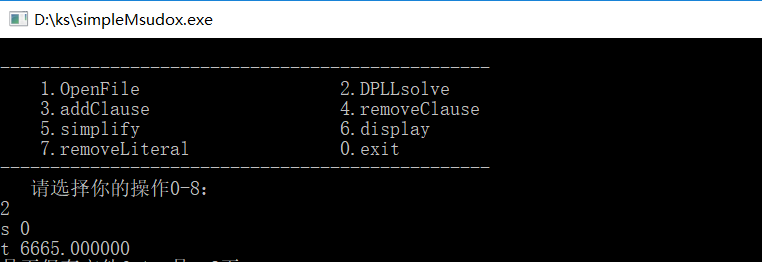 D:\ks\simpleMsudox.exe
-------------------------------------------------
1.OpenFile 2.DPLLsolve
3.addClause 4.removeClause
5.simplify 6.display
7.removeLiteral 0.exit
-------------------------------------------------
请选择你的操作0-8:
2
s 0
t 6665.000000